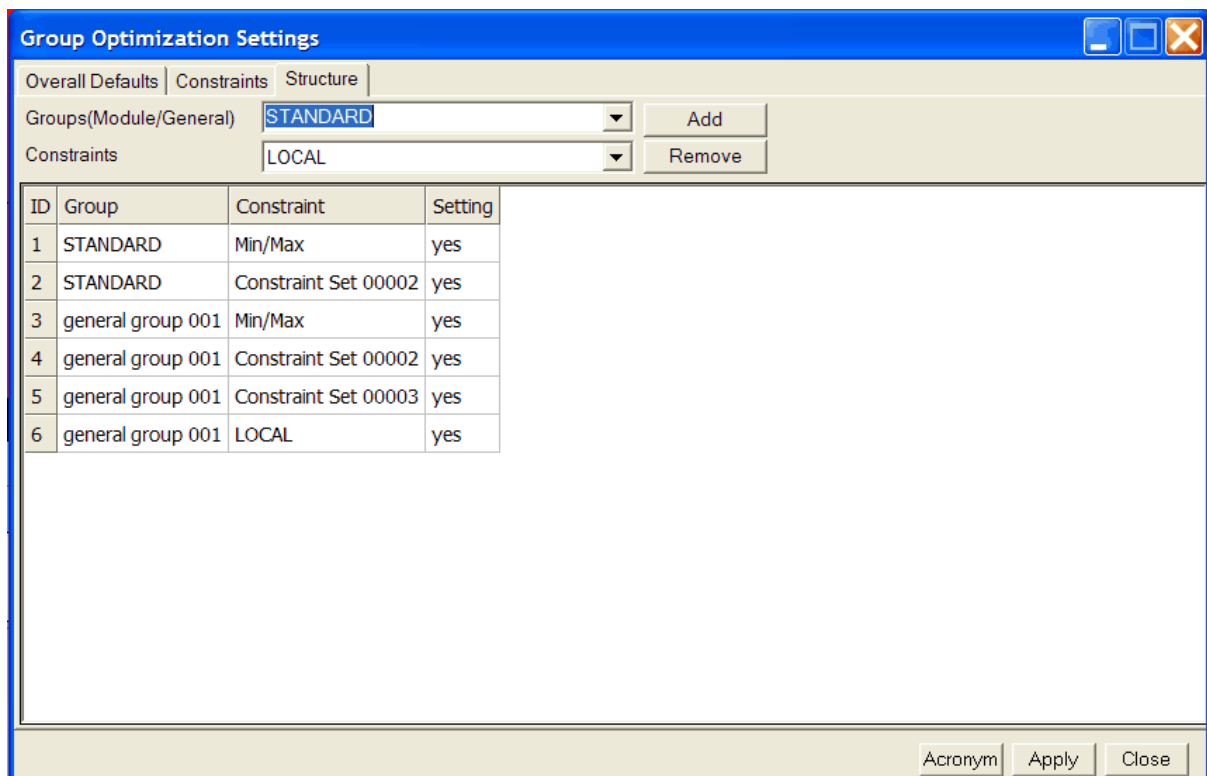 Group Optimization Settings
Overall Defaults Constraints Structure
Groups(Module/General) STANDARD Add
Constraints LOCAL Remove
ID Group Constraint Setting
1 STANDARD Min/Max yes
2 STANDARD Constraint Set 00002 yes
3 general group 001 Min/Max yes
4 general group 001 Constraint Set 00002 yes
5 general group 001 Constraint Set 00003 yes
6 general group 001 LOCAL yes
Acronym Apply Close